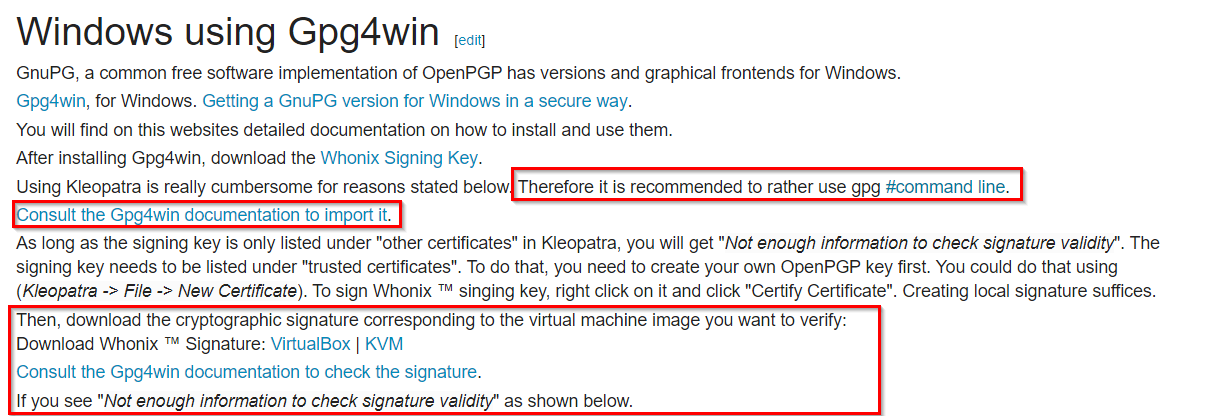 Windows using Gpg4win [edit]
GnuPG, a common free software implementation of OpenPGP has versions and graphical frontends for Windows.
Gpg4win, for Windows. Getting a GnuPG version for Windows in a secure way.
You will find on this websites detailed documentation on how to install and use them.
After installing Gpg4win, download the Whonix Signing Key.
Using Kleopatra is really cumbersome for reasons stated below. Therefore it is recommended to rather use gpg #command line.
Consult the Gpg4win documentation to import it.
As long as the signing key is only listed under "other certificates" in Kleopatra, you will get "Not enough information to check signature validity". The
signing key needs to be listed under "trusted certificates". To do that, you need to create your own OpenPGP key first. You could do that using
(Kleopatra -> File -> New Certificate). To sign Whonix ™ singing key, right click on it and click "Certify Certificate". Creating local signature suffices.
Then, download the cryptographic signature corresponding to the virtual machine image you want to verify:
Download Whonix ™ Signature: VirtualBox | KVM
Consult the Gpg4win documentation to check the signature.
If you see "Not enough information to check signature validity" as shown below.